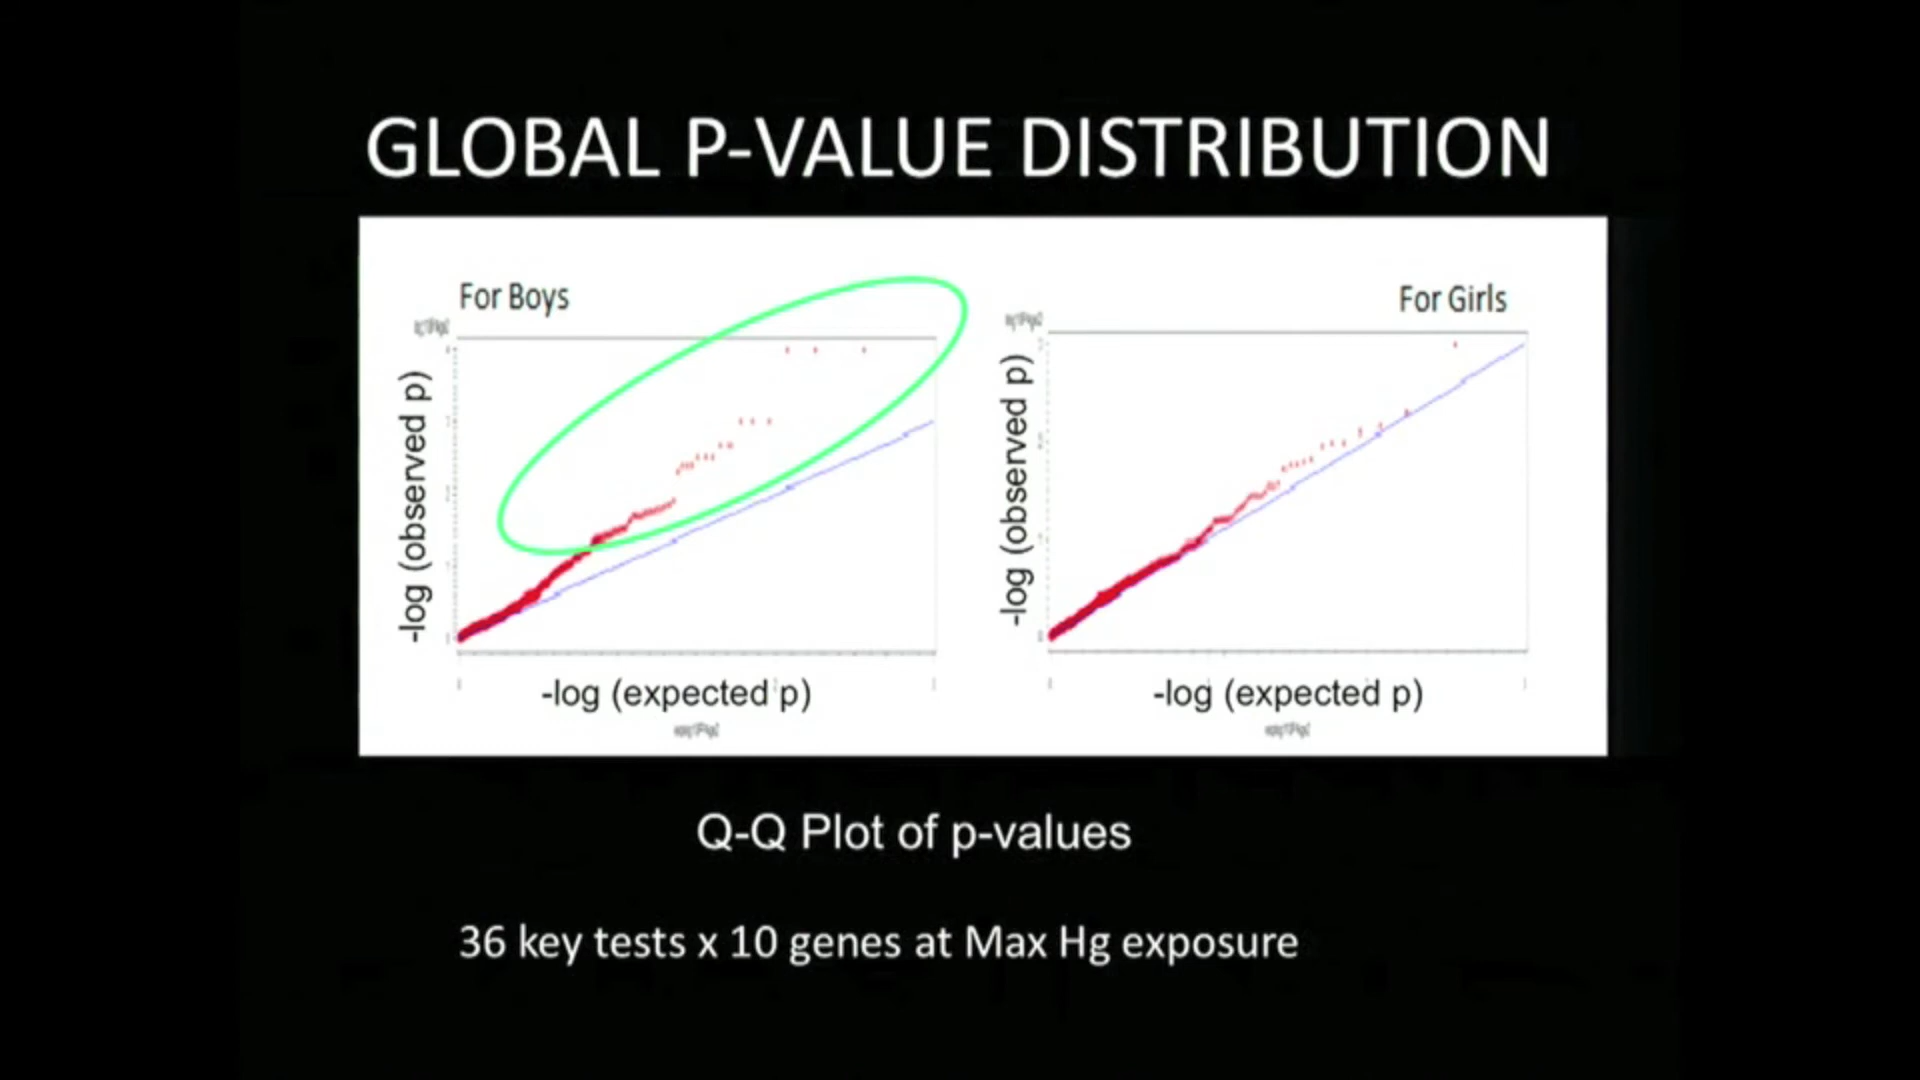 GLOBAL P-VALUE DISTRIBUTION
For Boys
For Girls
-log (observed p)
-log (observed p)
-log (expected p)
-log (expected p)
Q-Q Plot of p-values
36 key tests x 10 genes at Max Hg exposure